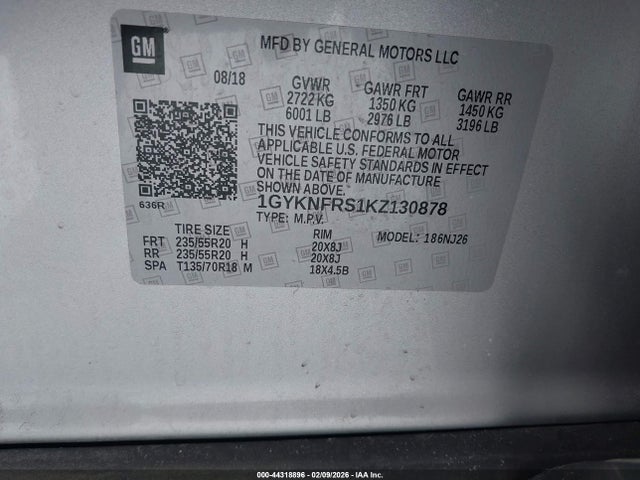 GM
MFD BY GENERAL MOTORS LLC
08/18 GVWR GAWR FRT GAWR RR
2722 KG 1350 KG 1450 KG
6001 LB 2976 LB 3196 LB
THIS VEHICLE CONFORMS TO ALL
APPLICABLE U.S. FEDERAL MOTOR
VEHICLE SAFETY STANDARDS IN EFFECT
ON THE DATE OF MANUFACTURE
SHOWN ABOVE.
636R
1GYKNFRS1KZ130878
TYPE: M.P.V. MODEL: 186NJ26
TIRE SIZE RIM
FRT 235/55R20 H 20X8J
RR 235/55R20 H 20X8J
SPA T135/70R18 M 18X4.5B
000-44318896 - 02/09/2026 - IAA Inc.